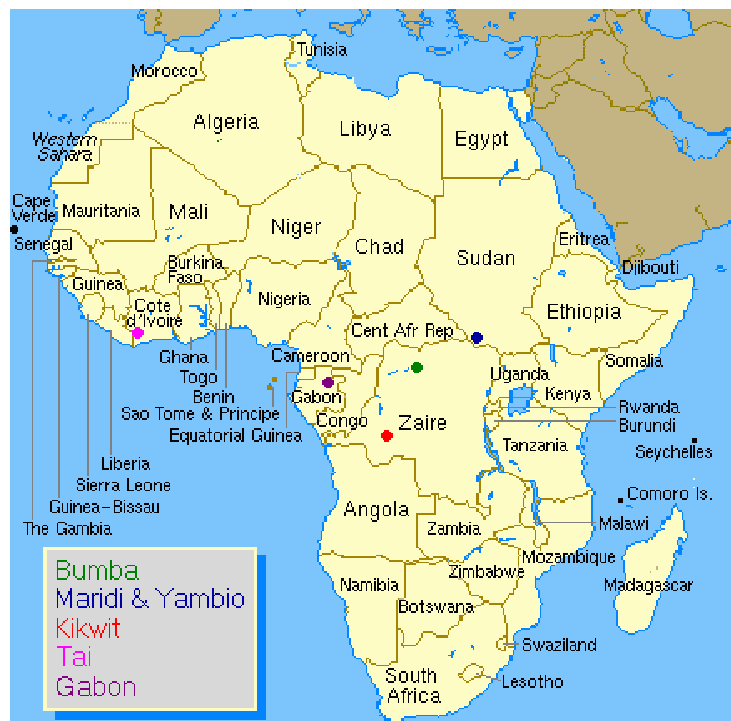 Tunisia
Morocco
Algeria
Libya
Egypt
Western
Sahara
Cape
Verde
Mauritania
Mali
Niger
Chad
Sudan
Eritrea
Senegal
Burkina
Faso
Djibouti
Guinea
Nigeria
Cote
d'Ivoire
Ethiopia
Cent Afr Rep
Ghana
Cameroon
Somalia
Togo
Uganda
Benin
Gabon
Kenya
Sao Tome & Principe
Rwanda
Congo
Zaire
Burundi
Equatorial Guinea
Tanzania
Seychelles
Liberia
Sierra Leone
Comoro Is.
Guinea-Bissau
Angola
The Gambia
Zambia
Malawi
Mozambique
Zimbabwe
Namibia
Madagascar
Botswana
Swaziland
South
Africa
Lesotho
Bumba
Maridi & Yambio
Kikwit
Tai
Gabon